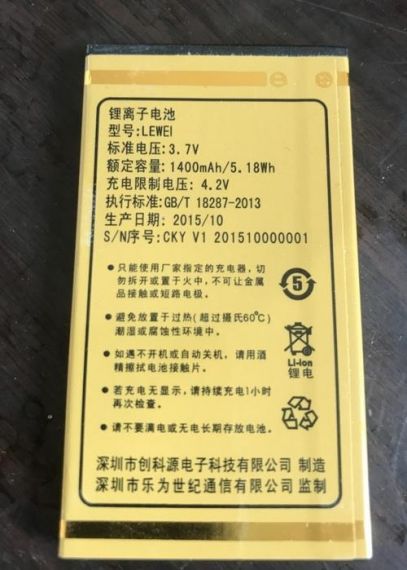 锂离子电池
型号:LEWEI
标准电压:3.7V
额定容量:1400mAh/5.18Wh
充电限制电压: 4.2V
执行标准:GB/T 18287-2013
生产日期: 2015/10
S/N序号:CKY V1 201510000001
●只能使用厂家指定的充电器, 切
勿拆开或置于火中, 不可让金属
品接触或短路电极。
5
●避免放置于过热(超过摄氏60℃)
潮湿或腐蚀性环境中。
●如遇不开机或自动关机, 请用酒
精擦拭电池接触片。
Li-ion
锂电
●若充电无显示, 请持续充电1小时
再次检查。
●请不要满电或无电长期存放电池。
深圳市创科源电子科技有限公司 制造
深圳市乐为世纪通信有限公司 监制